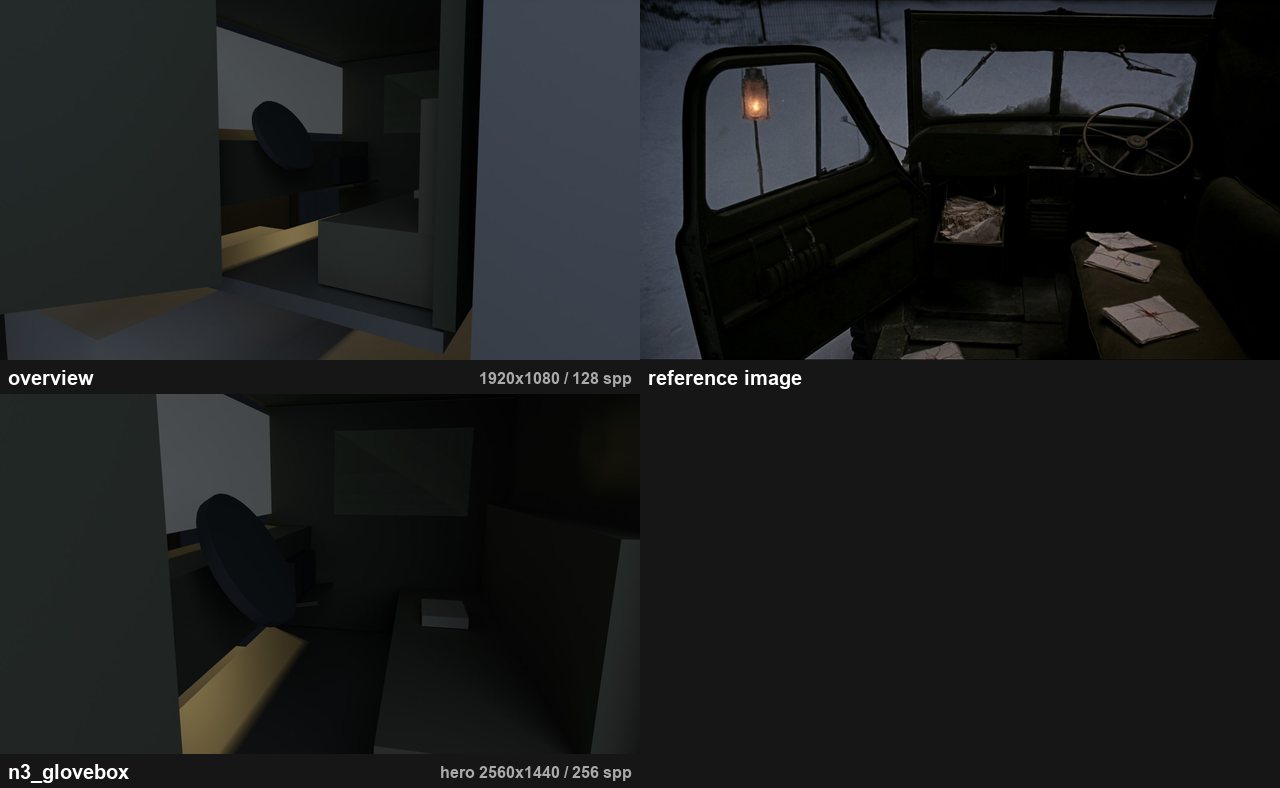 overview
1920x1080 / 128 spp
reference image
n3_glovebox
hero 2560x1440 / 256 spp